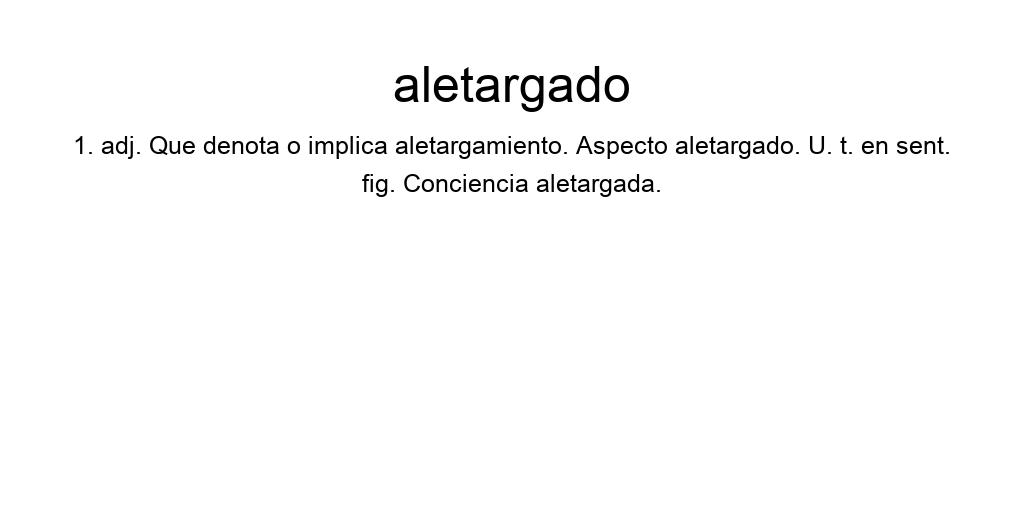 aletargado
1. adj. Que denota o implica aletargamiento. Aspecto aletargado. U. t. en sent.
fig. Conciencia aletargada.